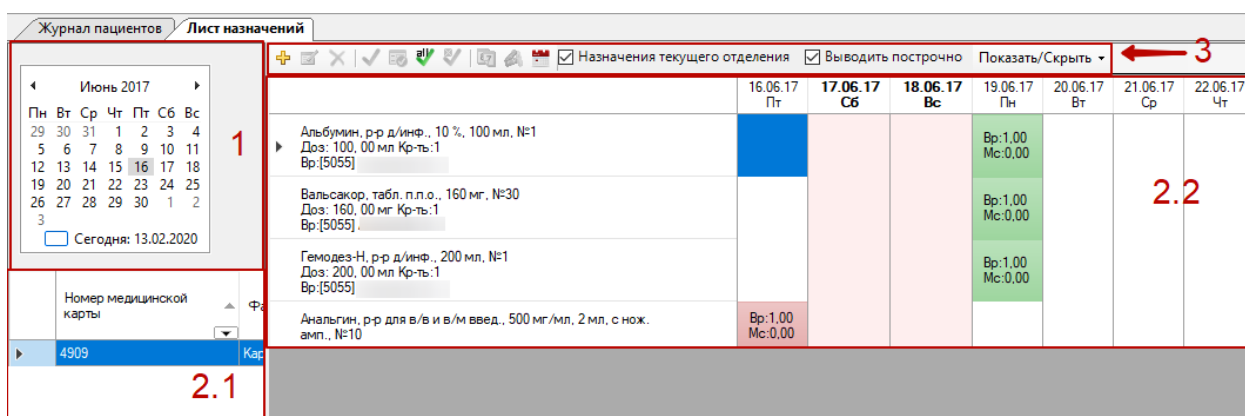 Журнал пациентов Лист назначений
Назначения текущего отделения Выводить построчно Показать/Скрыть
3
Июнь 2017
Пн Вт Ср Чт Пт Сб Вс
29 30 31 1 2 3 4
5 6 7 8 9 10 11
12 13 14 15 16 17 18
19 20 21 22 23 24 25
26 27 28 29 30 1 2
3
Сегодня: 13.02.2020
1
Номер медицинской
карты
4909 Кар
2.1
16.06.17 17.06.17 18.06.17 19.06.17 20.06.17 21.06.17 22.06.17
Пт Сб Вс Пн Вт Ср Чт
Альбумин, р-р д/инф., 10 %, 100 мл, №1
Доз: 100, 00 мл Кр-ть:1
Вр:[5055]
Вр:1,00
Мс:0,00
Вальсакор, табл. п.п.о., 160 мг, №30
Доз: 160, 00 мг Кр-ть:1
Вр:[5055]
Вр:1,00
Мс:0,00
2.2
Гемодез-Н, р-р д/инф., 200 мл, №1
Доз: 200, 00 мл Кр-ть:1
Вр:[5055]
Вр:1,00
Мс:0,00
Анальгин, р-р для в/в и в/м введ., 500 мг/мл, 2 мл, с нож.
амп., №10
Вр:1,00
Мс:0,00